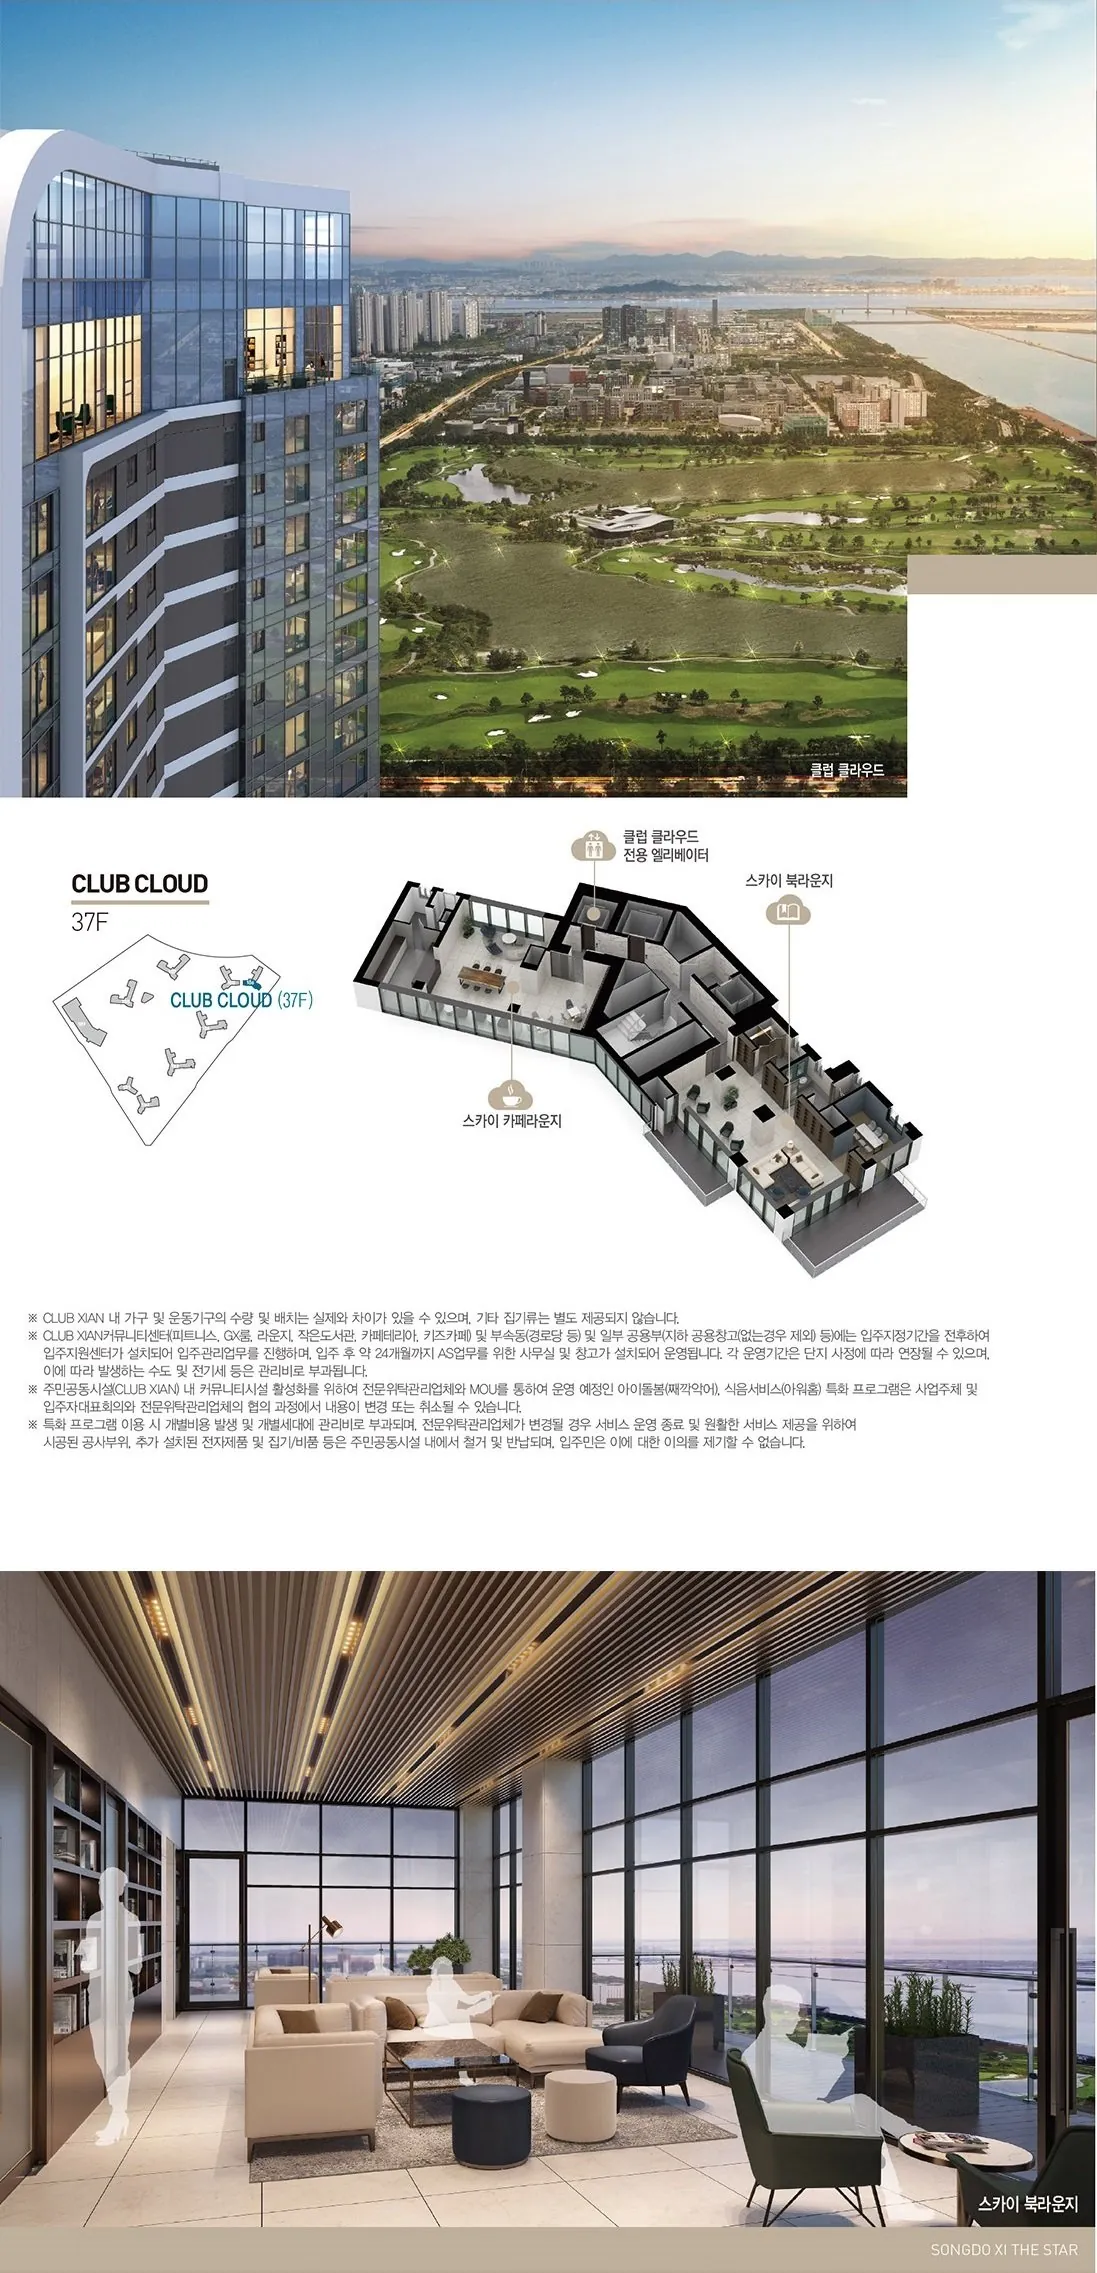 클럽 클라우드
CLUB CLOUD
37F
CLUB CLOUD (37F)
클럽 클라우드
전용 엘리베이터
스카이 북라운지
스카이 카페라운지
※ CLUB XIAN 내 가구 및 운동기구의 수량 및 배치는 실제와 차이가 있을 수 있으며, 기타 집기류는 별도 제공되지 않습니다.
※ CLUB XIAN커뮤니티센터(피트니스, GX룸, 라운지, 작은도서관, 카페테리아, 키즈카페) 및 부속동(경로당 등) 및 일부 공용부(지하 공용창고(없는경우 제외) 등)에는 입주지정기간을 전후하여
입주지원센터가 설치되어 입주관리업무를 진행하며, 입주 후 약 24개월까지 AS업무를 위한 사무실 및 창고가 설치되어 운영됩니다. 각 운영기간은 단지 사정에 따라 연장될 수 있으며,
이에 따라 발생하는 수도 및 전기세 등은 관리비로 부과됩니다.
※ 주민공동시설(CLUB XIAN) 내 커뮤니티시설 활성화를 위하여 전문위탁관리업체와 MOU를 통하여 운영 예정인 아이돌봄(째깍악어), 식음서비스(아워홈) 특화 프로그램은 사업주체 및
입주자대표회의와 전문위탁관리업체의 협의 과정에서 내용이 변경 또는 취소될 수 있습니다.
※ 특화 프로그램 이용 시 개별비용 발생 및 개별세대에 관리비로 부과되며, 전문위탁관리업체가 변경될 경우 서비스 운영 종료 및 원활한 서비스 제공을 위하여
시공된 공사부위, 추가 설치된 전자제품 및 집기/비품 등은 주민공동시설 내에서 철거 및 반납되며, 입주민은 이에 대한 이의를 제기할 수 없습니다.
스카이 북라운지
SONGDO XI THE STAR